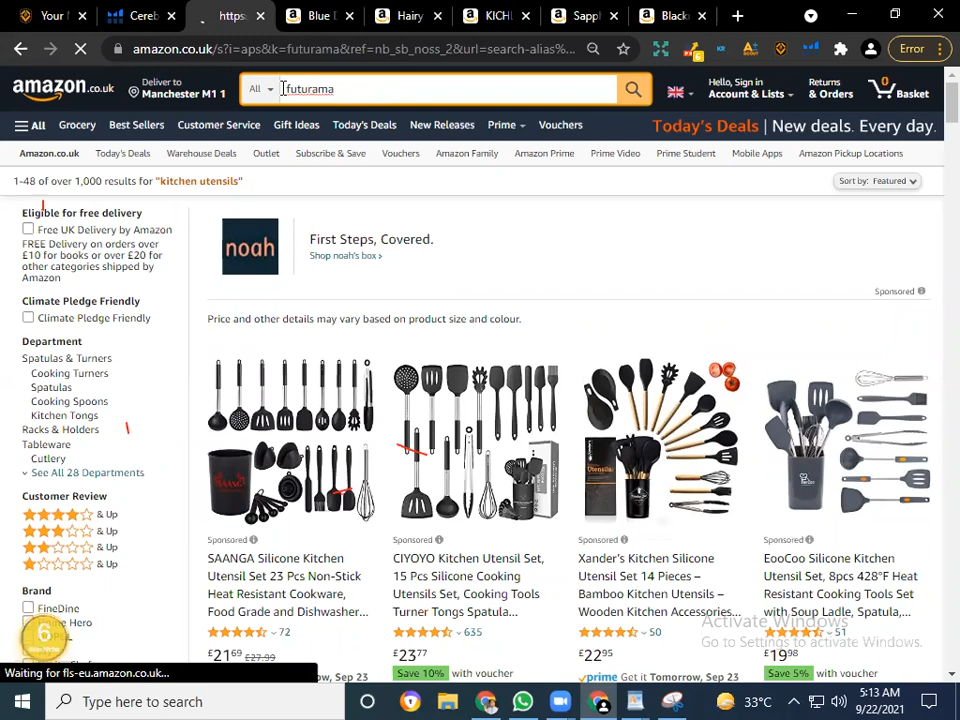 Your
Cereb
https:
Blue D
Hairy
KICHL
Sappl
Black
amazon.co.uk/s?i=aps&k=futurama&ref=nb_sb_noss_2&url=search-alias%...
6
Error
amazon.co.uk
Deliver to
Manchester M1 1
All
futurama
Hello, Sign in
Account & Lists
Returns
& Orders
0
Basket
All
Grocery
Best Sellers
Customer Service
Gift Ideas
Today's Deals
New Releases
Prime
Vouchers
Today's Deals | New deals. Every day.
Amazon.co.uk
Today's Deals
Warehouse Deals
Outlet
Subscribe & Save
Vouchers
Amazon Family
Amazon Prime
Prime Video
Prime Student
Mobile Apps
Amazon Pickup Locations
1-48 of over 1,000 results for "kitchen utensils"
Sort by: Featured
Eligible for free delivery
Free UK Delivery by Amazon
FREE Delivery on orders over
£10 for books or over £20 for
other categories shipped by
Amazon
Climate Pledge Friendly
Climate Pledge Friendly
Department
Spatulas & Turners
Cooking Turners
Spatulas
Cooking Spoons
Kitchen Tongs
Racks & Holders
Tableware
Cutlery
See All 28 Departments
Customer Review
& Up
& Up
& Up
& Up
Brand
FineDine
6
noah
First Steps, Covered.
Shop noah's box ›
Sponsored
Price and other details may vary based on product size and colour.
Sponsored
SAANGA Silicone Kitchen
Utensil Set 23 Pcs Non-Stick
Heat Resistant Cookware,
Food Grade and Dishwasher...
72
£21 69 £27.99
Sponsored
CIYOYO Kitchen Utensil Set,
15 Pcs Silicone Cooking
Utensils Set, Cooking Tools
Turner Tongs Spatula...
635
£23 77
Save 10% with voucher
Sponsored
Xander's Kitchen Silicone
Utensil Set 14 Pieces –
Bamboo Kitchen Utensils –
Wooden Kitchen Accessories...
50
£22 95
prime Get it Tomorrow, Sep 23
Sponsored
EooCoo Silicone Kitchen
Utensil Set, 8pcs 428°F Heat
Resistant Cooking Tools Set
with Soup Ladle, Spatula,...
51
£19 98
Save 5% with voucher
Activate Windows
Go to Settings to activate Windows.
Waiting for fls-eu.amazon.co.uk...
Type here to search
33°C
5:13 AM
9/22/2021